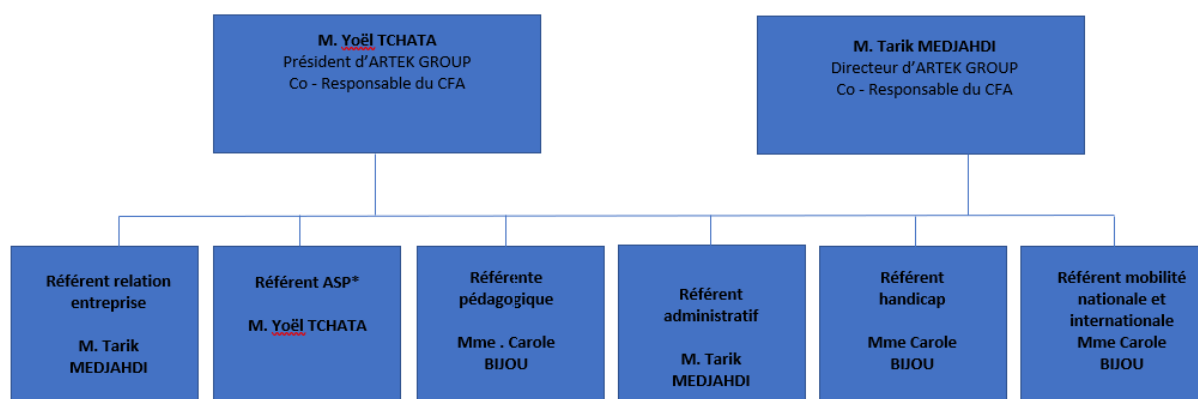 M. Yoël TCHATA
Président d'ARTEK GROUP
Co - Responsable du CFA
M. Tarik MEDJAHDI
Directeur d'ARTEK GROUP
Co - Responsable du CFA
Référent relation
entreprise
M. Tarik
MEDJAHDI
Référent ASP*
M. Yoël TCHATA
Référente
pédagogique
Mme . Carole
BIJOU
Référent
administratif
M. Tarik
MEDJAHDI
Référent
handicap
Mme Carole
BIJOU
Référent mobilité
nationale et
internationale
Mme Carole
BIJOU